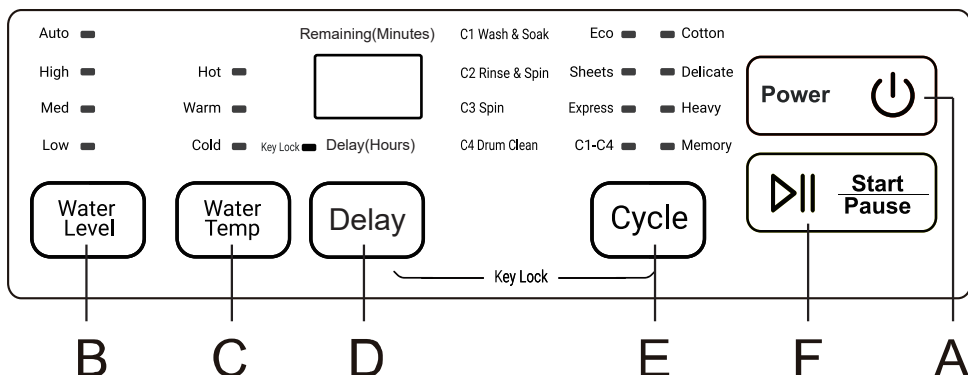 Auto
High
Med
Low
Hot
Warm
Cold
Key Lock
Remaining(Minutes)
Delay(Hours)
C1 Wash & Soak
C2 Rinse & Spin
C3 Spin
C4 Drum Clean
Eco
Sheets
Express
C1-C4
Cotton
Delicate
Heavy
Memory
Power
Start
Pause
Water
Level
Water
Temp
Delay
Cycle
Key Lock
B
C
D
E
F
A